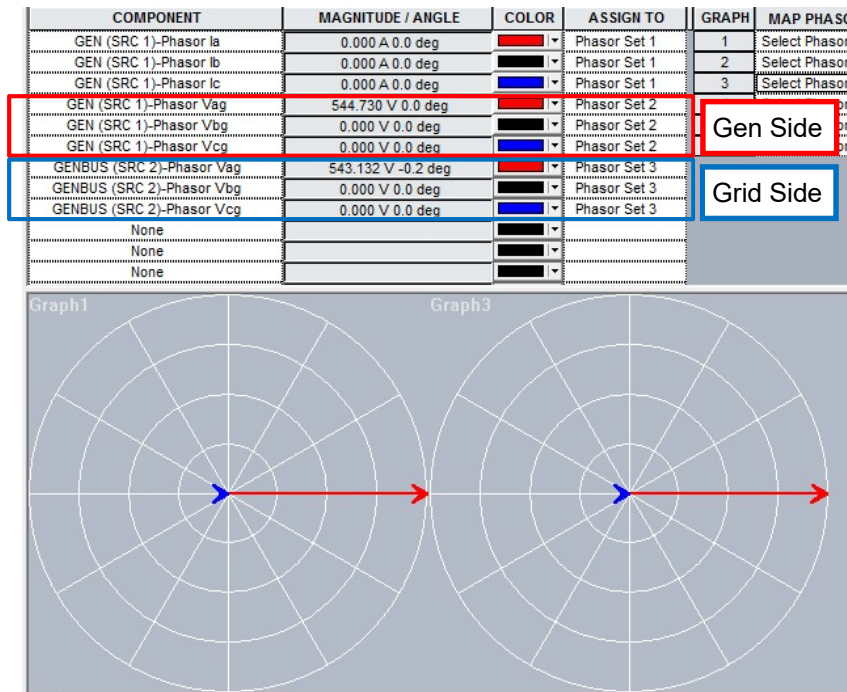 COMPONENT MAGNITUDE / ANGLE COLOR ASSIGN TO GRAPH MAP PHASO
GEN (SRC 1)-Phasor Ia 0.000 A 0.0 deg Phasor Set 1 1 Select Phasor
GEN (SRC 1)-Phasor Ib 0.000 A 0.0 deg Phasor Set 1 2 Select Phasor
GEN (SRC 1)-Phasor Ic 0.000 A 0.0 deg Phasor Set 1 3 Select Phasor
GEN (SRC 1)-Phasor Vag 544.730 V 0.0 deg Phasor Set 2
GEN (SRC 1)-Phasor Vbg 0.000 V 0.0 deg Phasor Set 2
GEN (SRC 1)-Phasor Vcg 0.000 V 0.0 deg Phasor Set 2
Gen Side
GENBUS (SRC 2)-Phasor Vag 543.132 V -0.2 deg Phasor Set 3
GENBUS (SRC 2)-Phasor Vbg 0.000 V 0.0 deg Phasor Set 3
GENBUS (SRC 2)-Phasor Vcg 0.000 V 0.0 deg Phasor Set 3
Grid Side
None
None
None
Graph1 Graph3